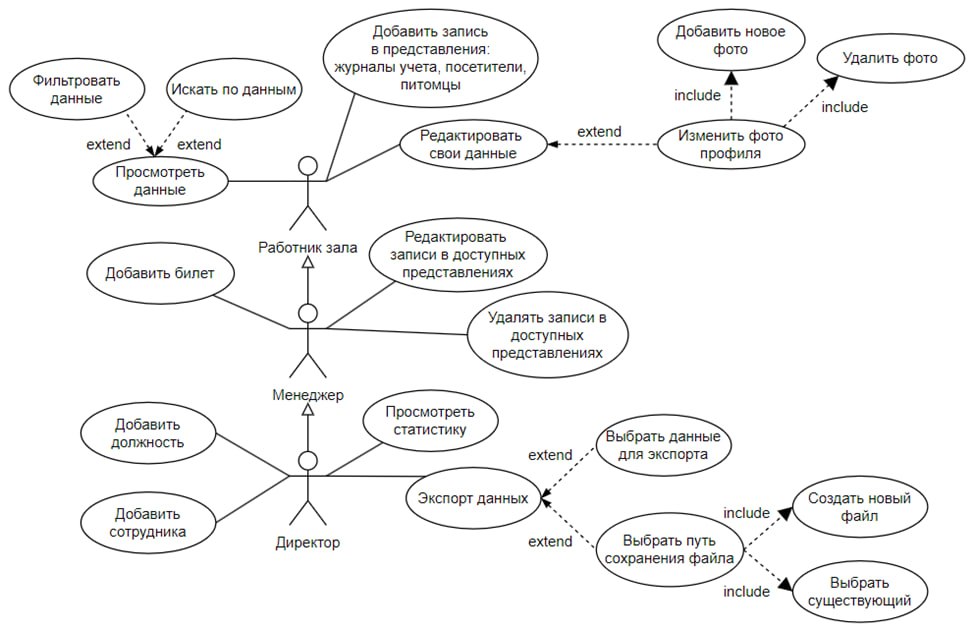 Добавить запись
в представления:
журналы учета, посетители,
питомцы
Добавить новое
фото
Удалить фото
Фильтровать
данные
Искать по данным
include
include
extend
extend
Редактировать
свои данные
extend
Изменить фото
профиля
Просмотреть
данные
Работник зала
Редактировать
записи в доступных
представлениях
Добавить билет
Удалять записи в
доступных
представлениях
Менеджер
Просмотреть
статистику
Добавить
должность
Выбрать данные
для экспорта
extend
Экспорт данных
Создать новый
файл
include
Добавить
сотрудника
Директор
extend
Выбрать путь
сохранения файла
include
Выбрать
существующий